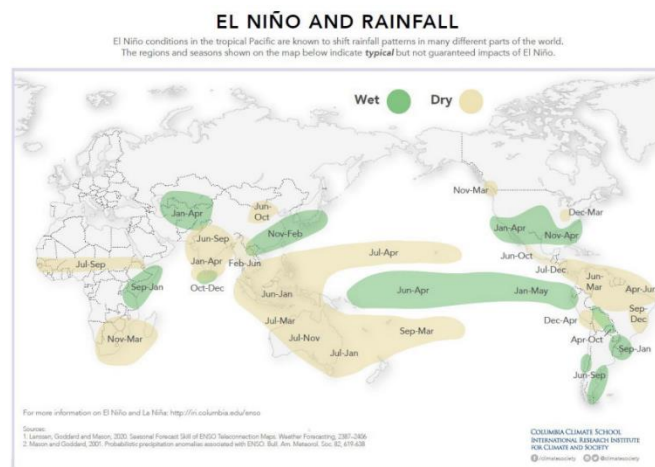 EL NIÑO AND RAINFALL
El Niño conditions in the tropical Pacific are known to shift rainfall patterns in many different parts of the world.
The regions and seasons shown on the map below indicate typical but not guaranteed impacts of El Niño.
Wet
Dry
Nov-Mar
Jan-Apr
Jun-Oct
Dec-Mar
Nov-Feb
Jan-Apr
Nov-Apr
Jun-Sep
Jul-Sep
Jan-Apr
Feb-Jun
Jul-Apr
Jun-Oct
Jul-Dec
Oct-Dec
Sep-Jan
Jun-Jan
Jun-Apr
Jan-May
Jun-Mar
Apr-Jun
Jul-Mar
Sep-Dec
Nov-Mar
Jul-Nov
Sep-Mar
Dec-Apr
Apr-Oct
Jul-Jan
Sep-Jan
Jun-Sep
For more information on El Niño and La Niña: http://iri.columbia.edu/enso
Sources:
1. Lenssen, Goddard and Mason, 2020. Seasonal Forecast Skill of ENSO Teleconnection Maps. Weather Forecasting, 2387–2406
2. Mason and Goddard, 2001. Probabilistic precipitation anomalies associated with ENSO. Bull. Am. Meteorol. Soc. 82, 619-638
COLUMBIA CLIMATE SCHOOL
INTERNATIONAL RESEARCH INSTITUTE
FOR CLIMATE AND SOCIETY
/climatesociety
@climatesociety